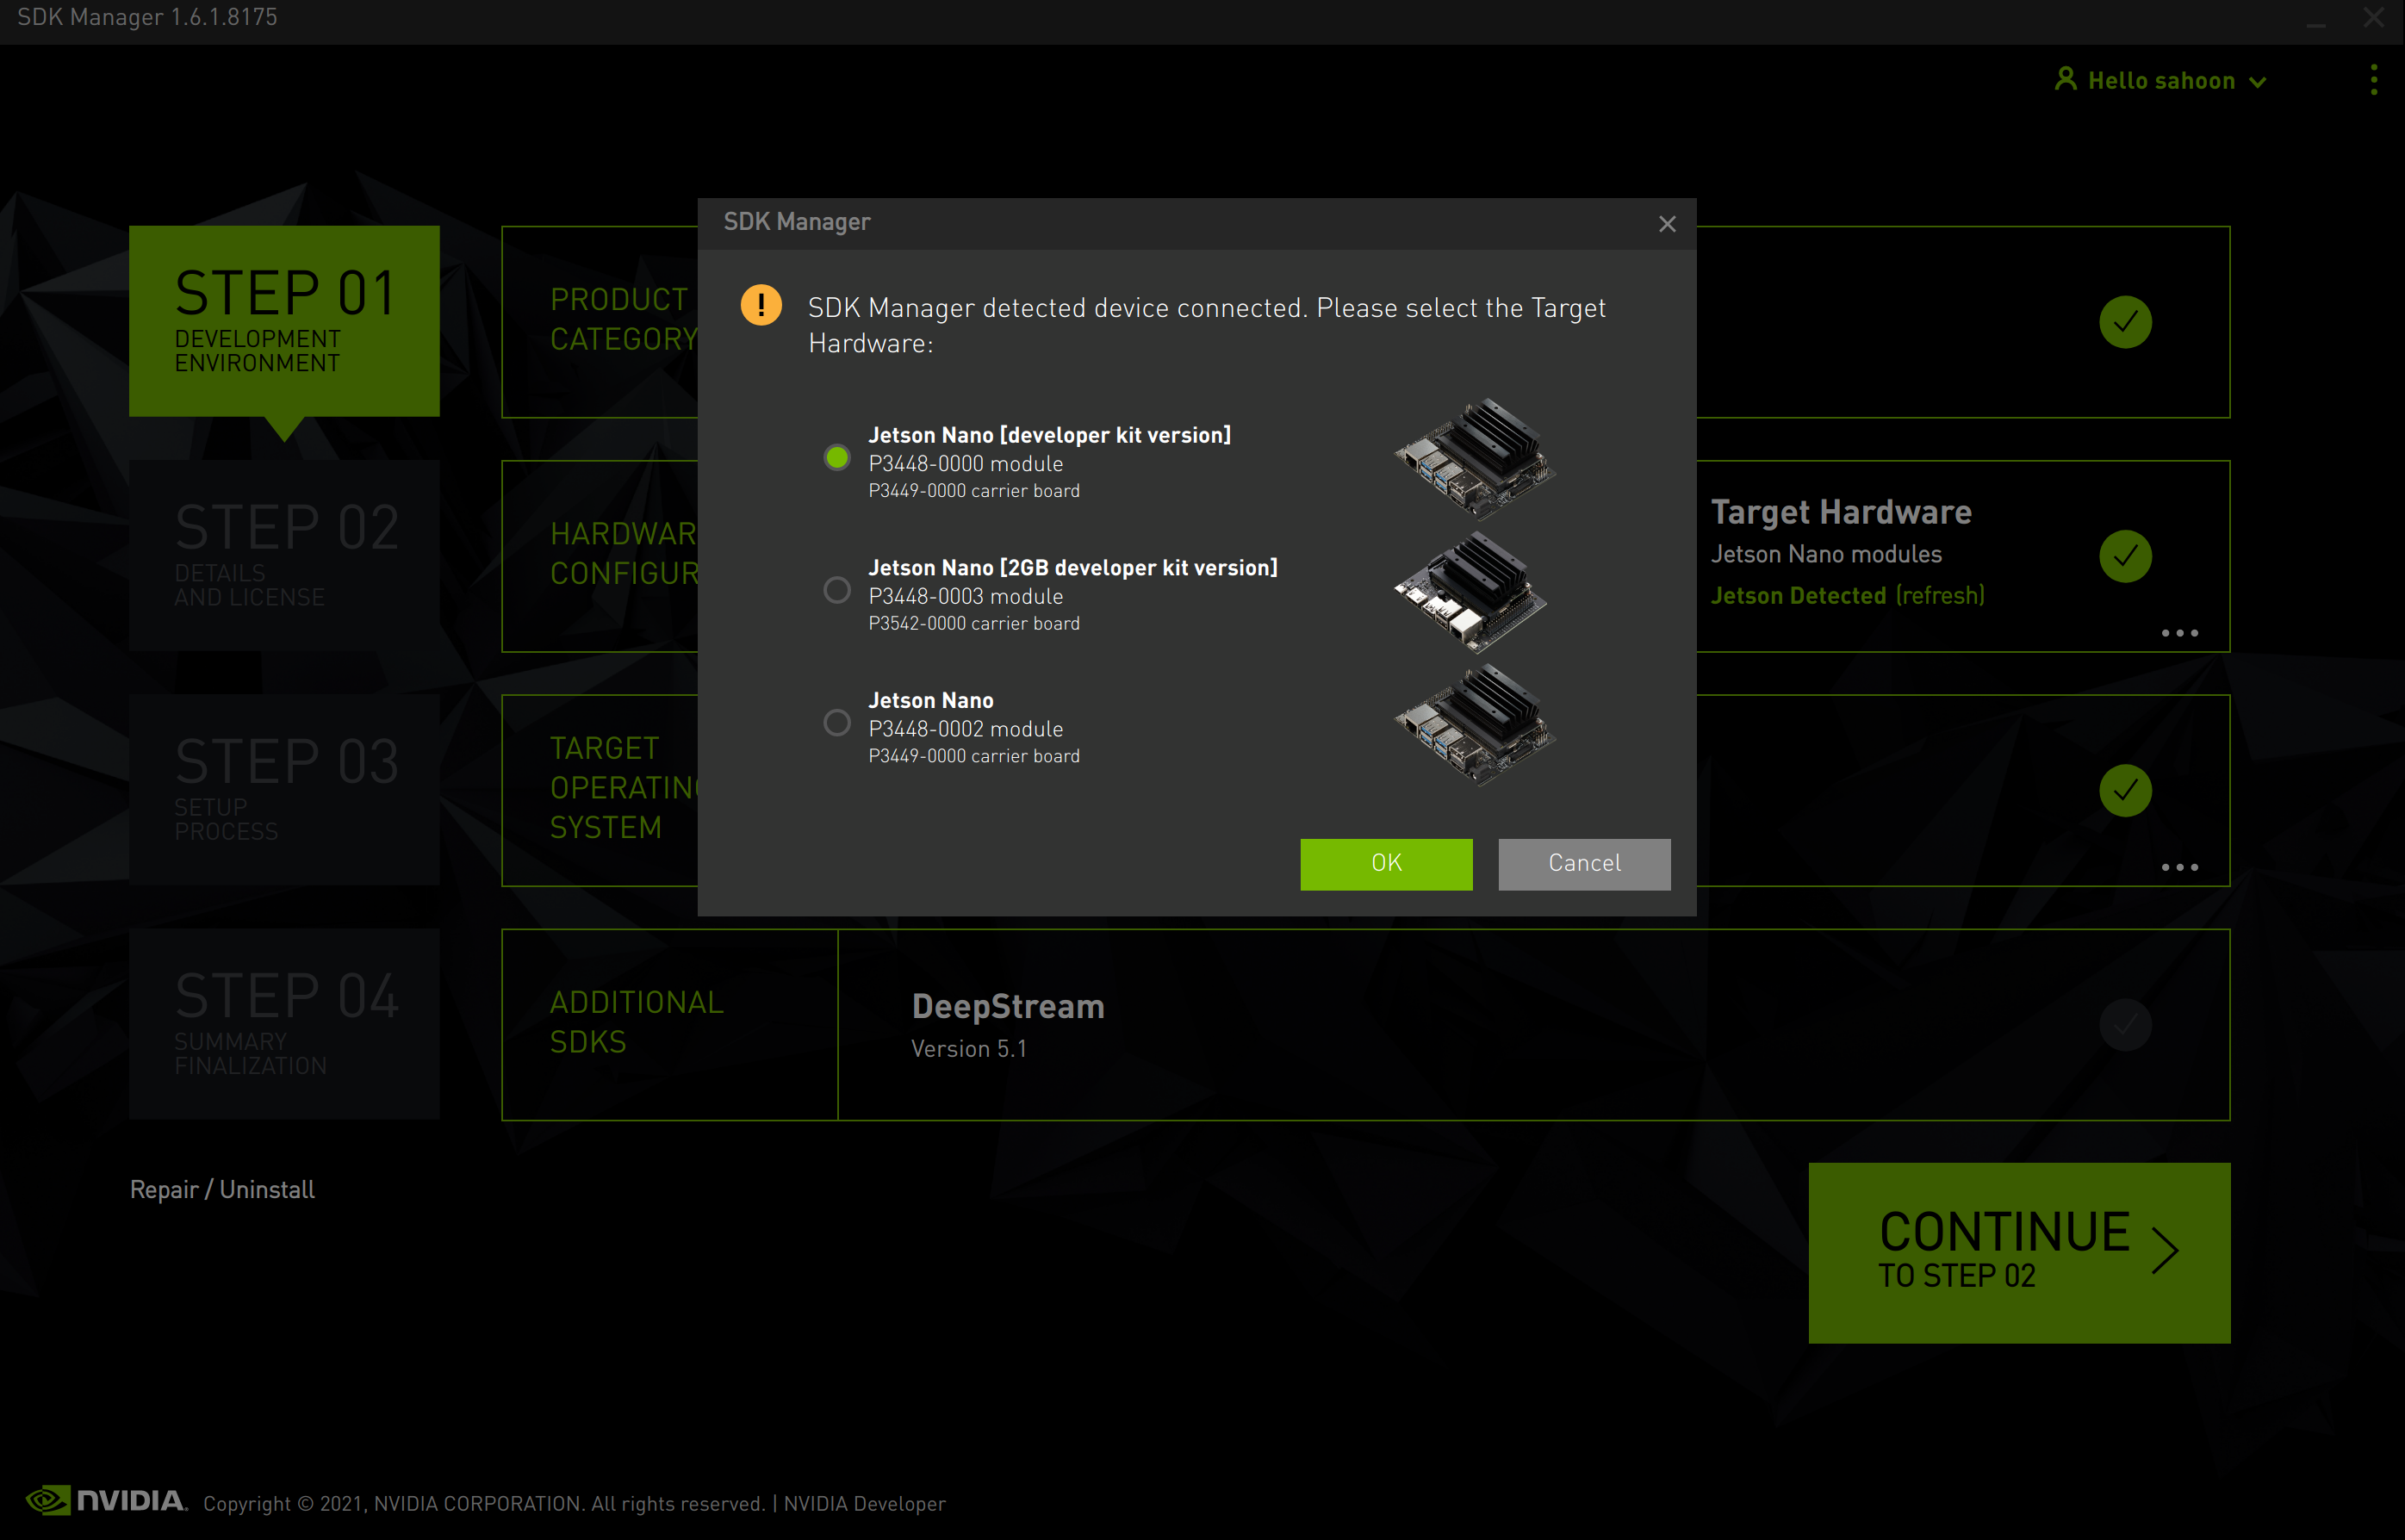 SDK Manager 1.6.1.8175
Hello sahoon
STEP 01
DEVELOPMENT
ENVIRONMENT
STEP 02
DETAILS
AND LICENSE
STEP 03
SETUP
PROCESS
STEP 04
SUMMARY
FINALIZATION
PRODUCT
CATEGORY
HARDWAR
CONFIGUR
Target Hardware
Jetson Nano modules
Jetson Detected (refresh)
TARGET
OPERATING
SYSTEM
ADDITIONAL
SDKS
DeepStream
Version 5.1
SDK Manager
SDK Manager detected device connected. Please select the Target
Hardware:
Jetson Nano [developer kit version]
P3448-0000 module
P3449-0000 carrier board
Jetson Nano [2GB developer kit version]
P3448-0003 module
P3542-0000 carrier board
Jetson Nano
P3448-0002 module
P3449-0000 carrier board
OK
Cancel
Repair / Uninstall
CONTINUE
TO STEP 02
NVIDIA. Copyright © 2021, NVIDIA CORPORATION. All rights reserved. | NVIDIA Developer